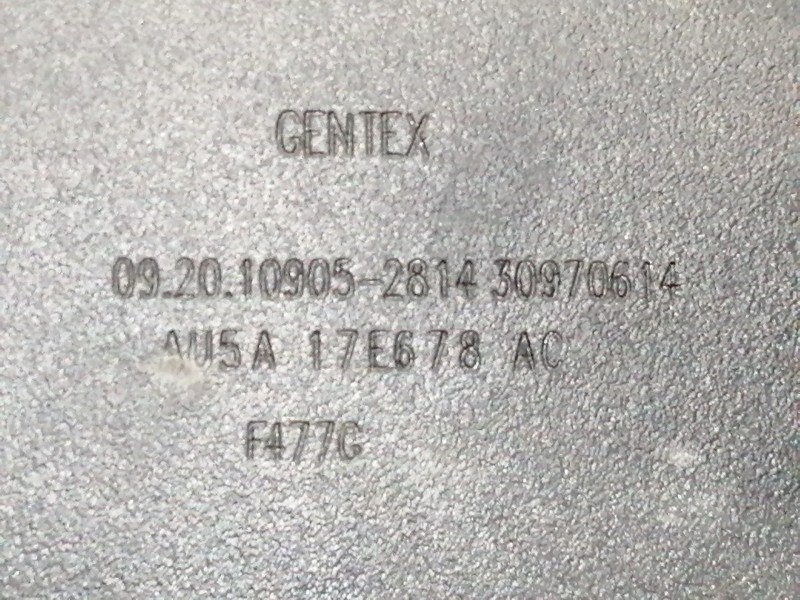 GENTEX
09.20.10905-2814 30970614
AU5A 17E678 AC
F477G